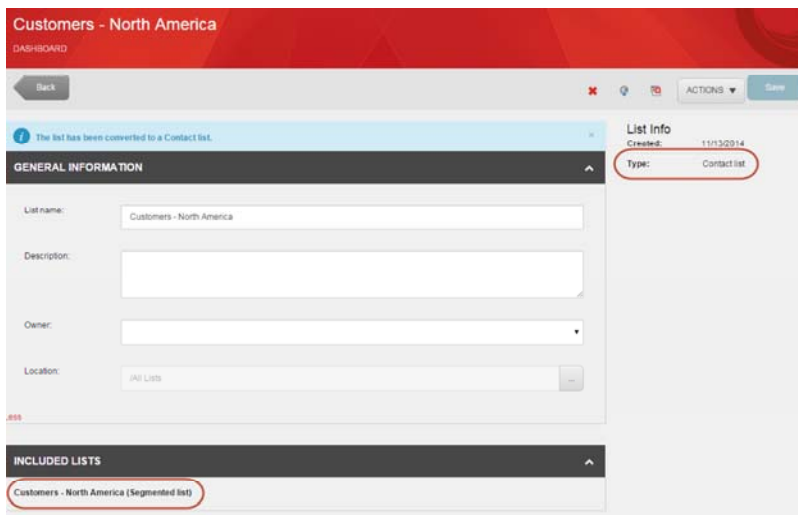 Customers - North America
DASHBOARD
Back
ACTIONS ▼
Save
The list has been converted to a Contact list.
×
GENERAL INFORMATION
List name:
Customers - North America
Description:
Owner:
Location:
/All Lists
...
Less
INCLUDED LISTS
Customers - North America (Segmented list)
List Info
Created: 11/13/2014
Type: Contact list